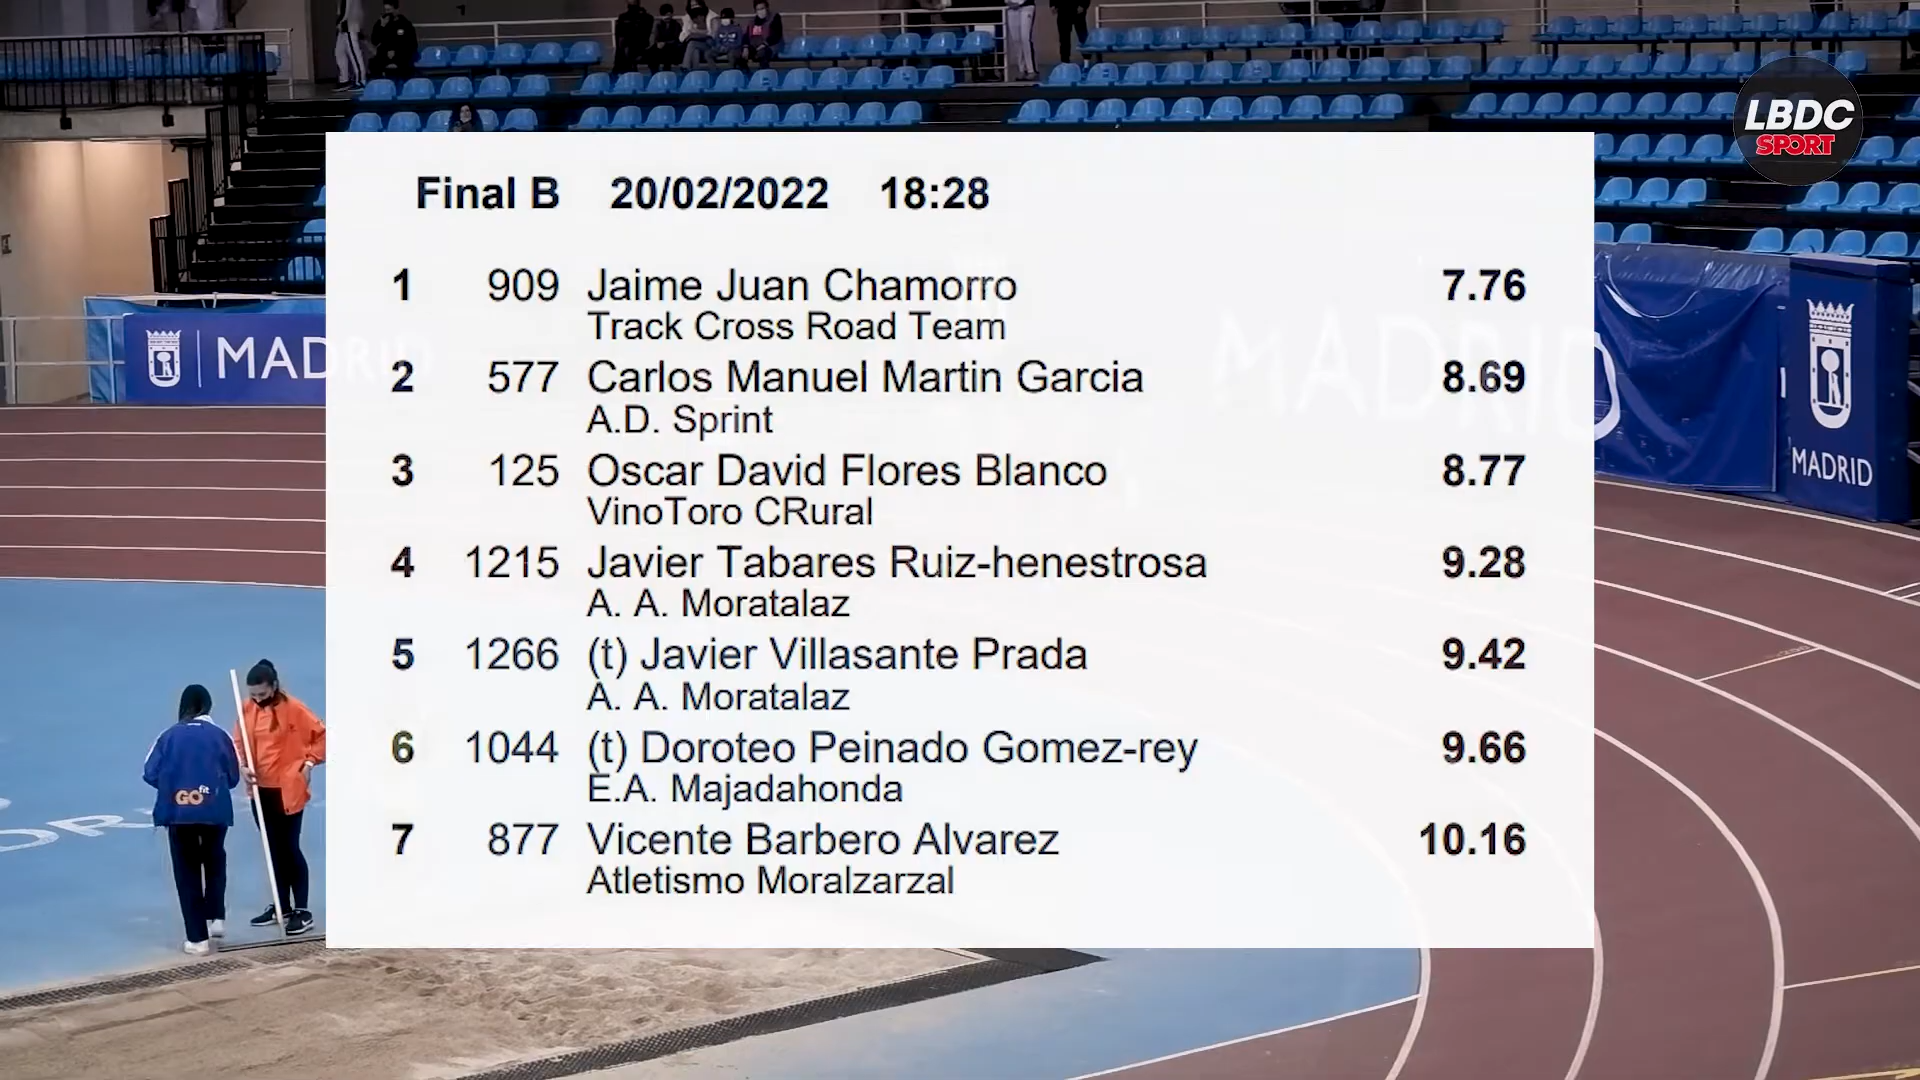 LBDC
SPORT
Final B 20/02/2022 18:28
1 909 Jaime Juan Chamorro 7.76
Track Cross Road Team
2 577 Carlos Manuel Martin Garcia 8.69
A.D. Sprint
3 125 Oscar David Flores Blanco 8.77
VinoToro CRural
4 1215 Javier Tabares Ruiz-henestrosa 9.28
A. A. Moratalaz
5 1266 (t) Javier Villasante Prada 9.42
A. A. Moratalaz
6 1044 (t) Doroteo Peinado Gomez-rey 9.66
E.A. Majadahonda
7 877 Vicente Barbero Alvarez 10.16
Atletismo Moralzarzal
MADRID
MADRID
MADRID
GO fit